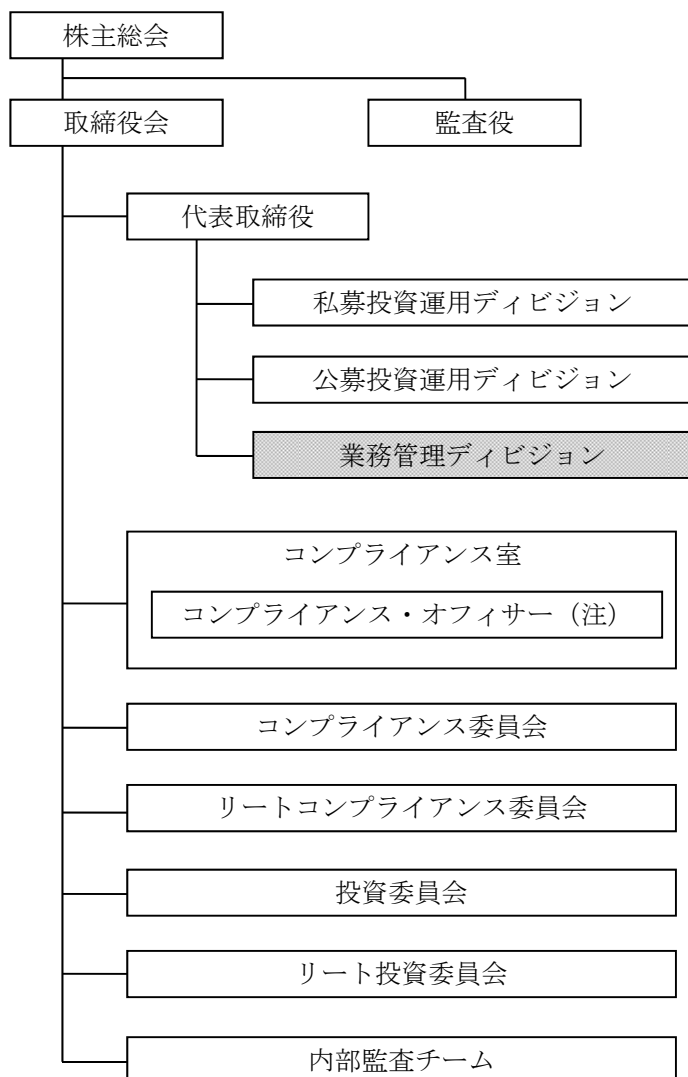 株主総会
取締役会
監査役
代表取締役
私募投資運用ディビジョン
公募投資運用ディビジョン
業務管理ディビジョン
コンプライアンス室
コンプライアンス・オフィサー（注）
コンプライアンス委員会
リートコンプライアンス委員会
投資委員会
リート投資委員会
内部監査チーム